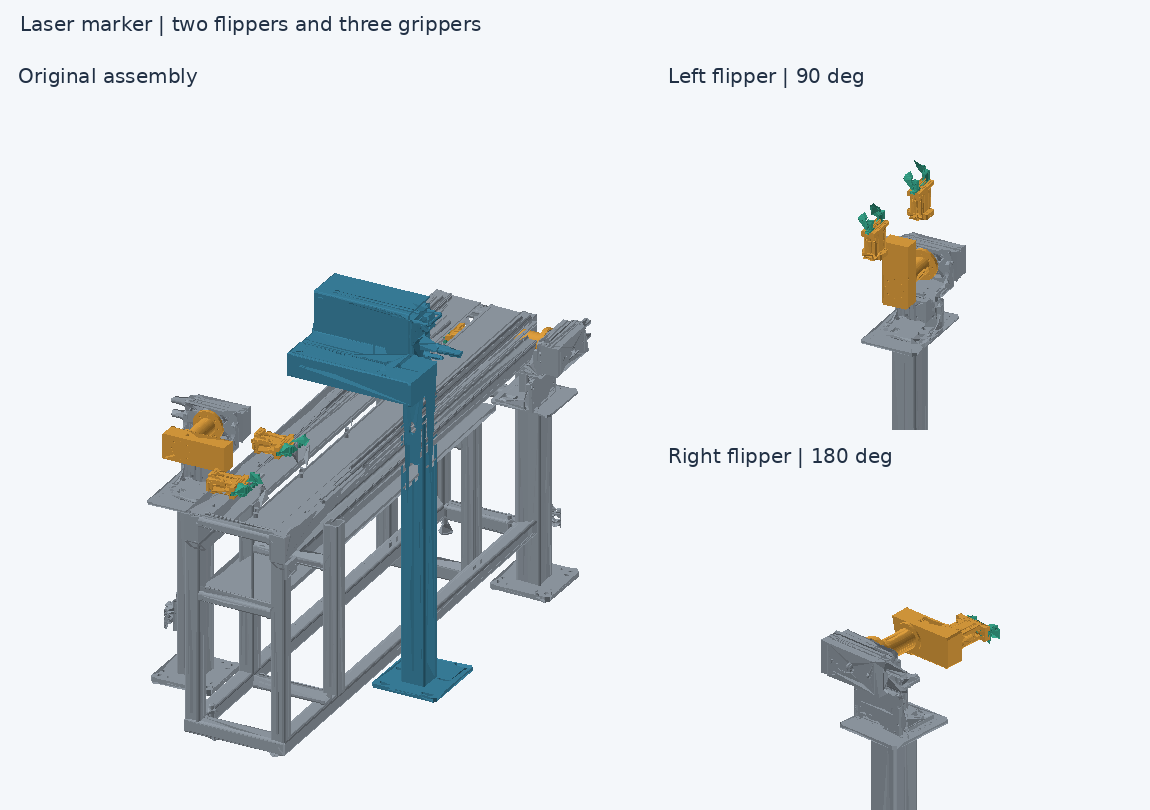 Laser marker | two flippers and three grippers
Original assembly
Left flipper | 90 deg
Right flipper | 180 deg